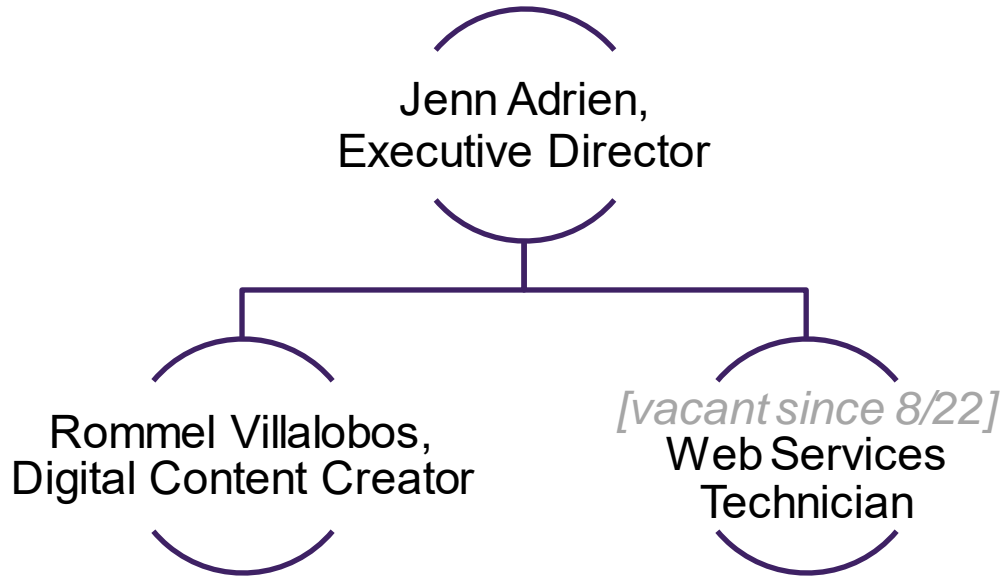 Jenn Adrien,
Executive Director
Rommel Villalobos,
Digital Content Creator
[vacant since 8/22]
Web Services
Technician